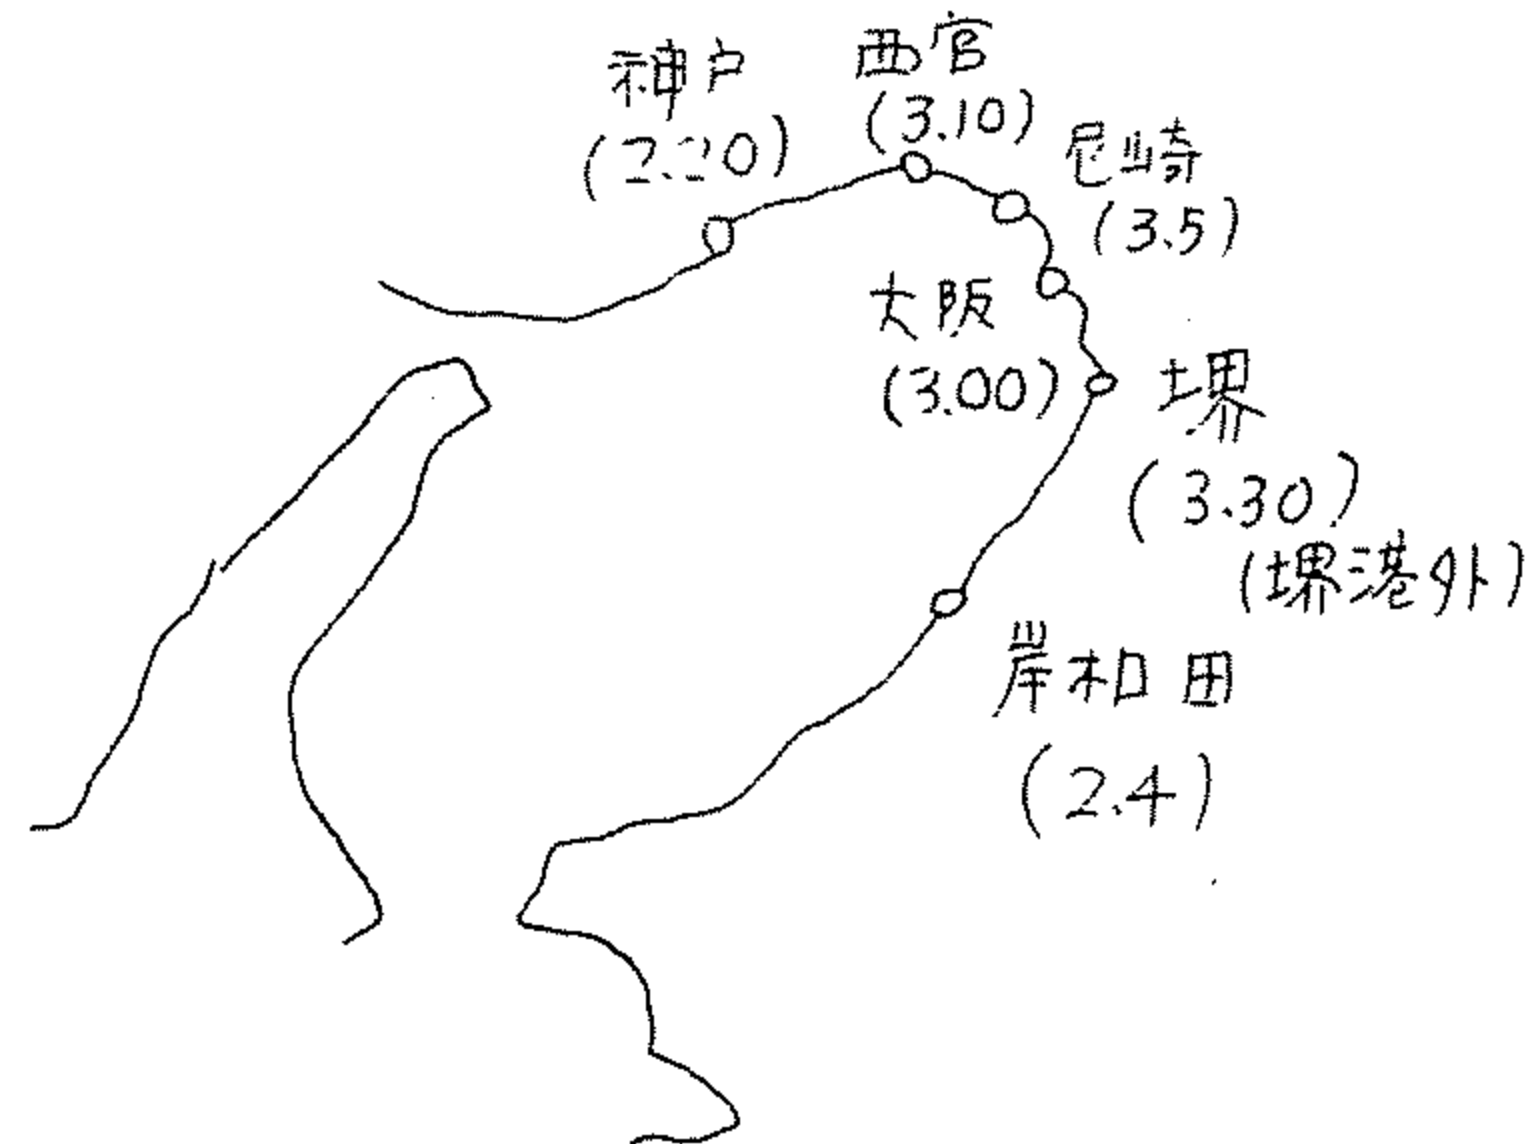 神戸
(2.20)
西宮
(3.10)
尼崎
(3.5)
大阪
(3.00)
堺
(3.30)
(堺港外)
岸和田
(2.4)